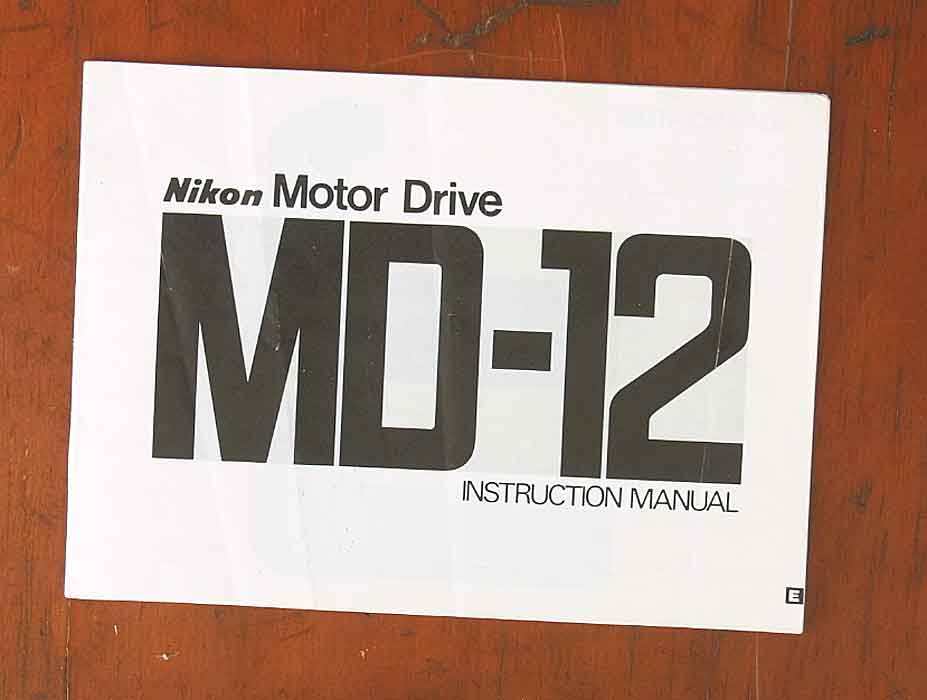 Nikon Motor Drive
MD-12
INSTRUCTION MANUAL
E